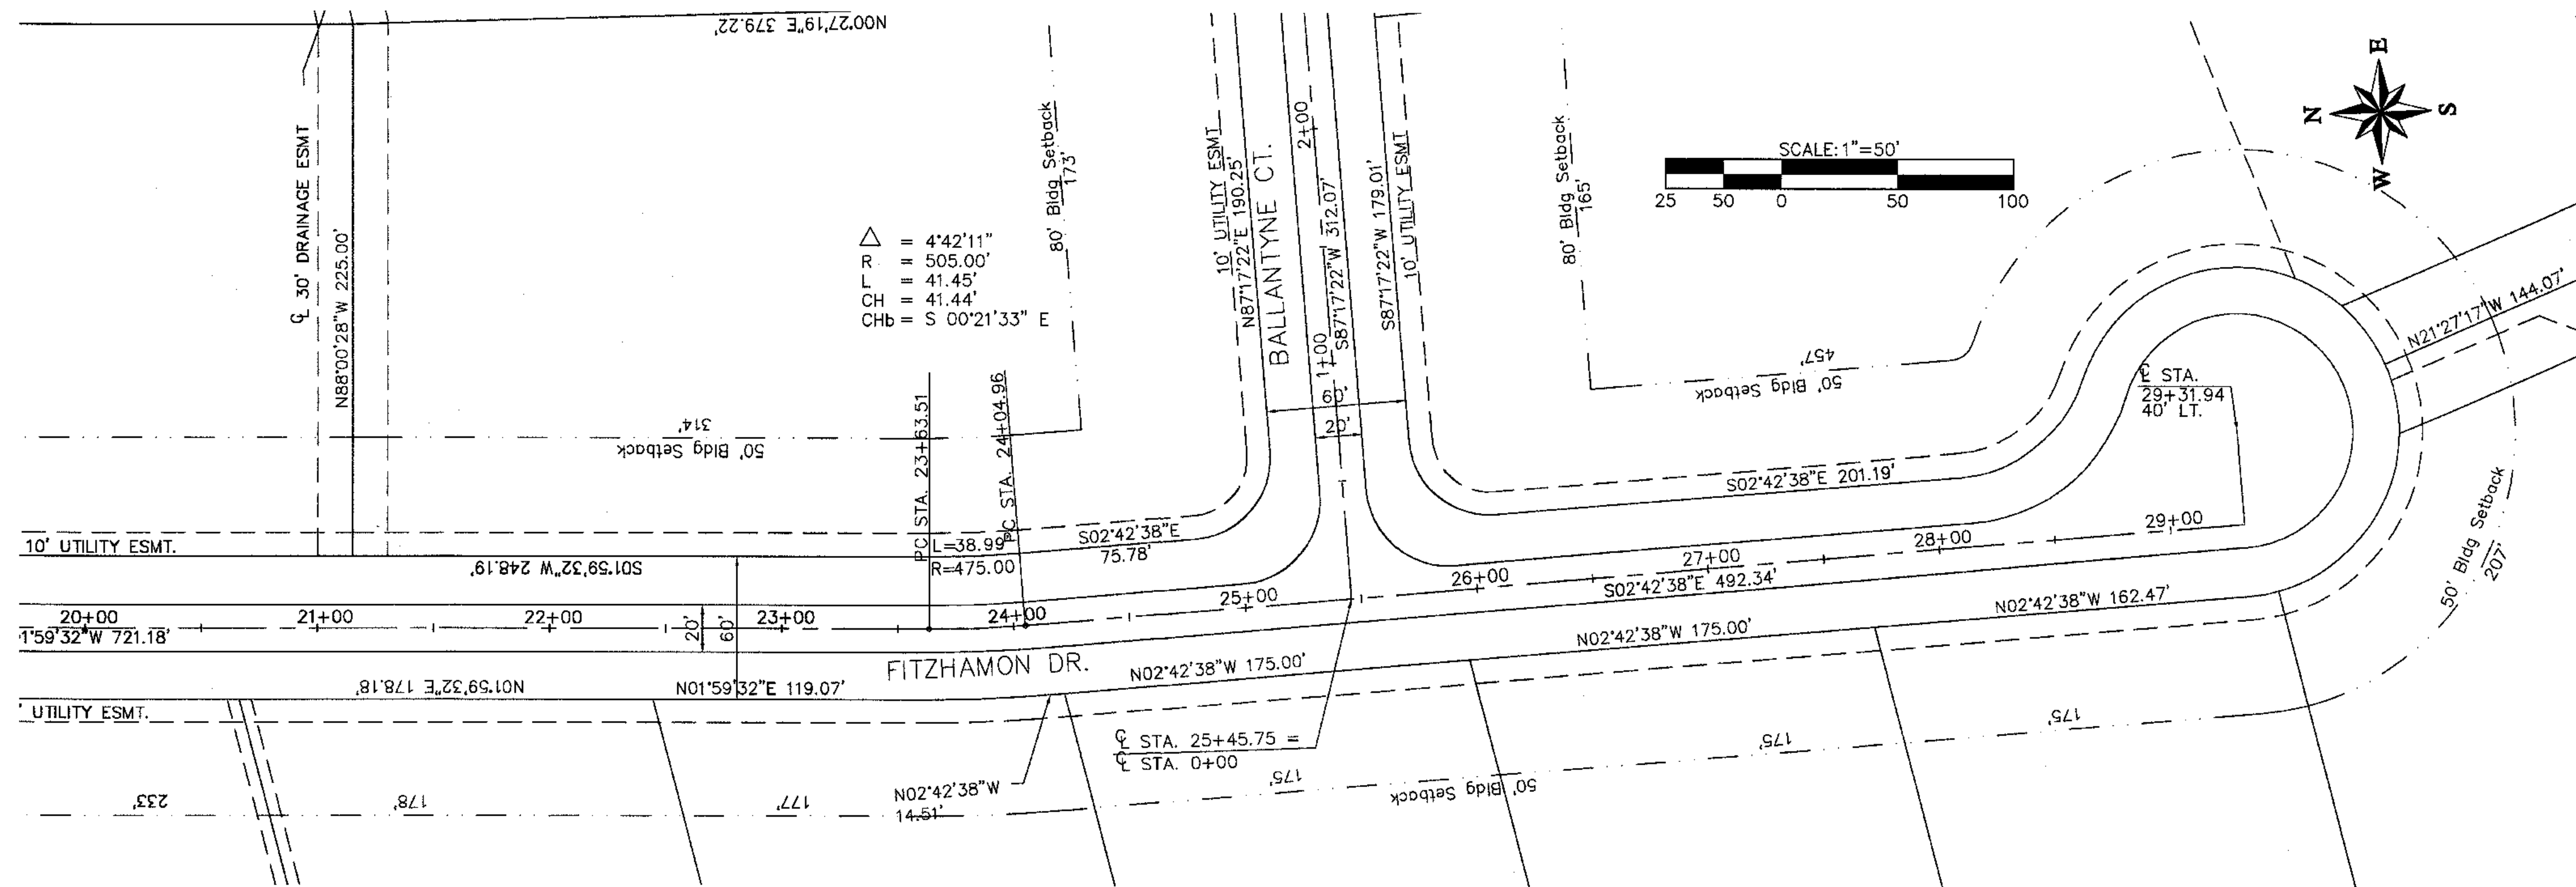 N00°27'19"E 379.22'
℄ 30' DRAINAGE ESMT
N88°00'28"W 225.00'
△ = 4°42'11"
R = 505.00'
L = 41.45'
CH = 41.44'
CHb = S 00°21'33" E
80' Bldg Setback
173'
10' UTILITY ESMT
N87°17'22"E 190.25'
BALLANTYNE CT.
2+00
1+00
S87°17'22"W 312.07'
S87°17'22"W 179.01'
10' UTILITY ESMT
60'
20'
80' Bldg Setback
165'
SCALE: 1"=50'
25 50 0 50 100
E
N
S
W
457'
50' Bldg Setback
N21°27'17"W 144.07'
℄ STA.
29+31.94
40' LT.
50' Bldg Setback
207'
314'
50' Bldg Setback
PC STA. 23+63.51
PC STA. 24+04.96
L=38.99'
R=475.00
S02°42'38"E
75.78'
S02°42'38"E 201.19'
10' UTILITY ESMT.
S01°59'32"W 248.19'
20+00 21+00 22+00 23+00 24+00 25+00 26+00 27+00 28+00 29+00
1°59'32"W 721.18'
20'
60'
S02°42'38"E 492.34'
FITZHAMON DR.
N01°59'32"E 178.18'
N01°59'32"E 119.07'
N02°42'38"W 175.00'
N02°42'38"W 175.00'
N02°42'38"W 162.47'
' UTILITY ESMT.
℄ STA. 25+45.75 =
℄ STA. 0+00
N02°42'38"W
14.51'
233'
178'
177'
175'
50' Bldg Setback
175'
175'